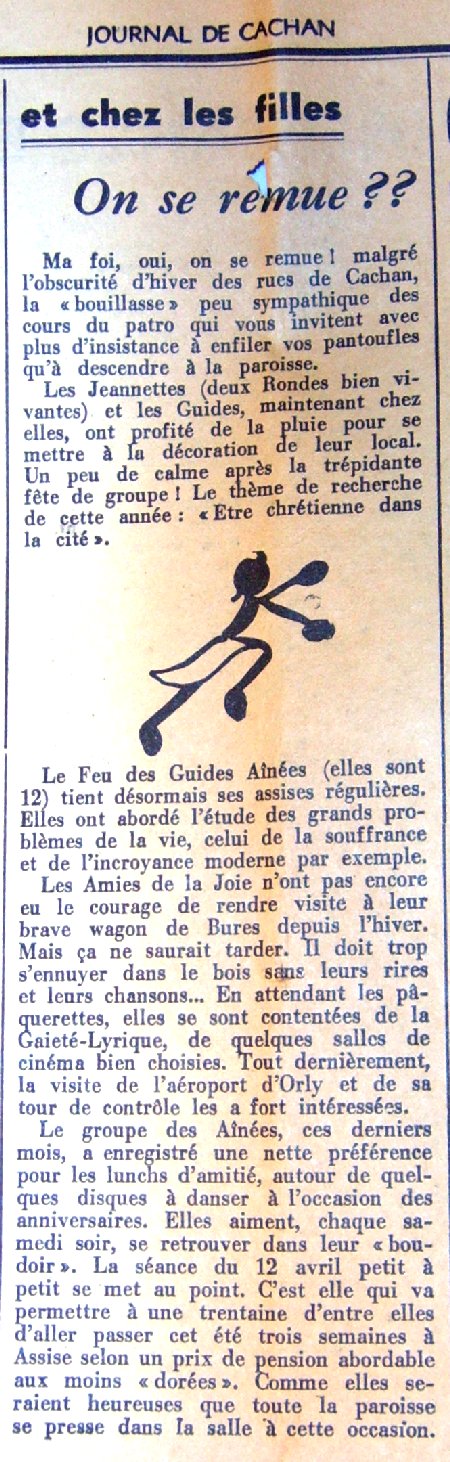 JOURNAL DE CACHAN
et chez les filles
On se remue ??
Ma foi, oui, on se remue ! malgré
l'obscurité d'hiver des rues de Cachan,
la « bouillasse » peu sympathique des
cours du patro qui vous invitent avec
plus d'insistance à enfiler vos pantoufles
qu'à descendre à la paroisse.
Les Jeannettes (deux Rondes bien vi-
vantes) et les Guides, maintenant chez
elles, ont profité de la pluie pour se
mettre à la décoration de leur local.
Un peu de calme après la trépidante
fête de groupe ! Le thème de recherche
de cette année : « Etre chrétienne dans
la cité ».
Le Feu des Guides Aînées (elles sont
12) tient désormais ses assises régulières.
Elles ont abordé l'étude des grands pro-
blèmes de la vie, celui de la souffrance
et de l'incroyance moderne par exemple.
Les Amies de la Joie n'ont pas encore
eu le courage de rendre visite à leur
brave wagon de Bures depuis l'hiver.
Mais ça ne saurait tarder. Il doit trop
s'ennuyer dans le bois sans leurs rires
et leurs chansons... En attendant les pâ-
querettes, elles se sont contentées de la
Gaieté-Lyrique, de quelques salles de
cinéma bien choisies. Tout dernièrement,
la visite de l'aéroport d'Orly et de sa
tour de contrôle les a fort intéressées.
Le groupe des Aînées, ces derniers
mois, a enregistré une nette préférence
pour les lunchs d'amitié, autour de quel-
ques disques à danser à l'occasion des
anniversaires. Elles aiment, chaque sa-
medi soir, se retrouver dans leur « bou-
doir ». La séance du 12 avril petit à
petit se met au point. C'est elle qui va
permettre à une trentaine d'entre elles
d'aller passer cet été trois semaines à
Assise selon un prix de pension abordable
aux moins « dorées ». Comme elles se-
raient heureuses que toute la paroisse
se presse dans la salle à cette occasion.